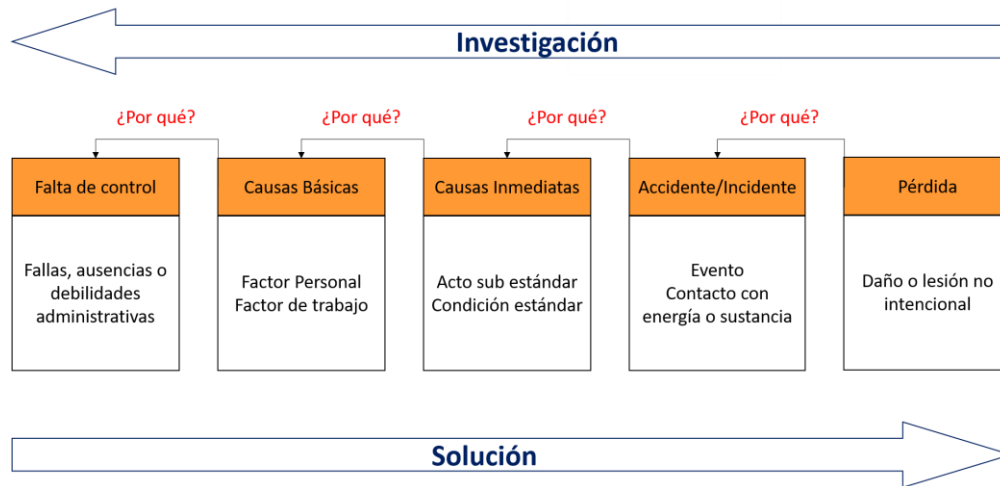 Investigación
¿Por qué?
¿Por qué?
¿Por qué?
¿Por qué?
Falta de control
Causas Básicas
Causas Inmediatas
Accidente/Incidente
Pérdida
Fallas, ausencias o
debilidades
administrativas
Factor Personal
Factor de trabajo
Acto sub estándar
Condición estándar
Evento
Contacto con
energía o sustancia
Daño o lesión no
intencional
Solución